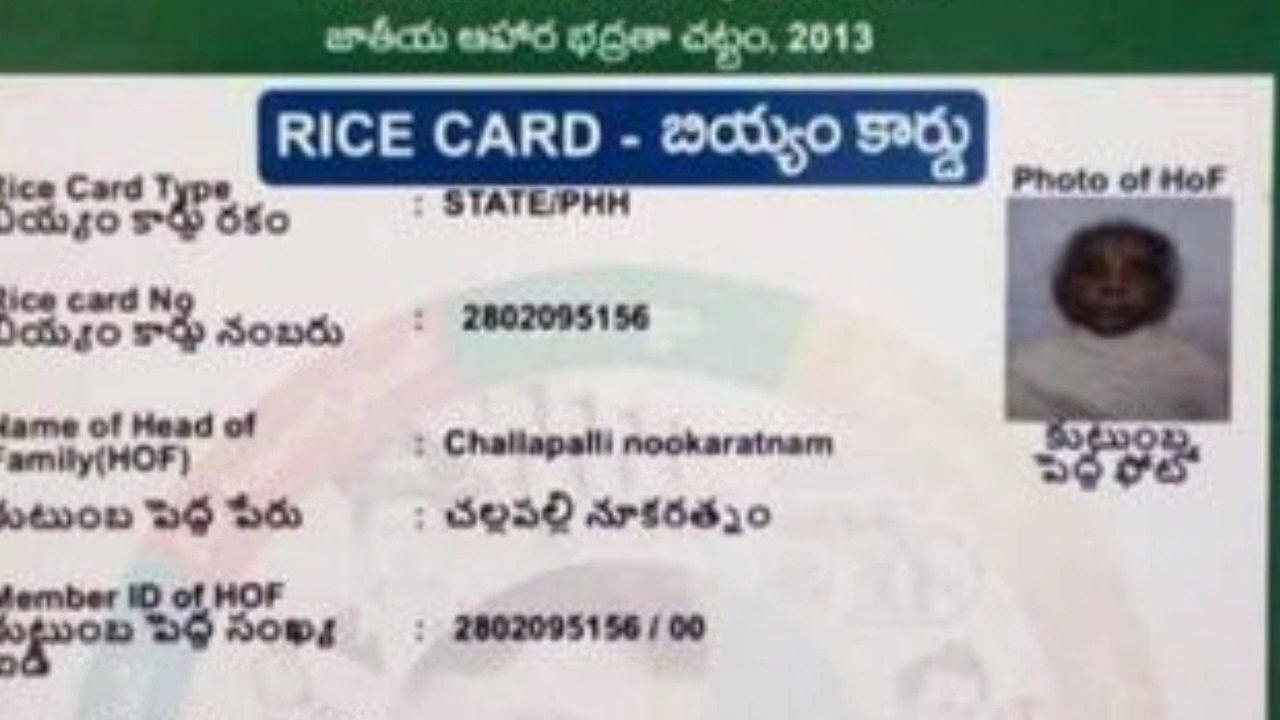 జాతీయ ఆహార భద్రతా చట్టం, 2013
RICE CARD - బియ్యం కార్డు
Rice Card Type : STATE/PHH
బియ్యం కార్డు రకం
Photo of HoF
Rice card No : 2802095156
బియ్యం కార్డు నంబరు
Name of Head of
Family(HOF) : Challapalli nookaratnam
కుటుంబ పెద్ద ఫోటో
కుటుంబ పెద్ద పేరు : చల్లపల్లి నూకరత్నం
Member ID of HOF
కుటుంబ పెద్ద సంఖ్య : 2802095156 / 00
ఐడి